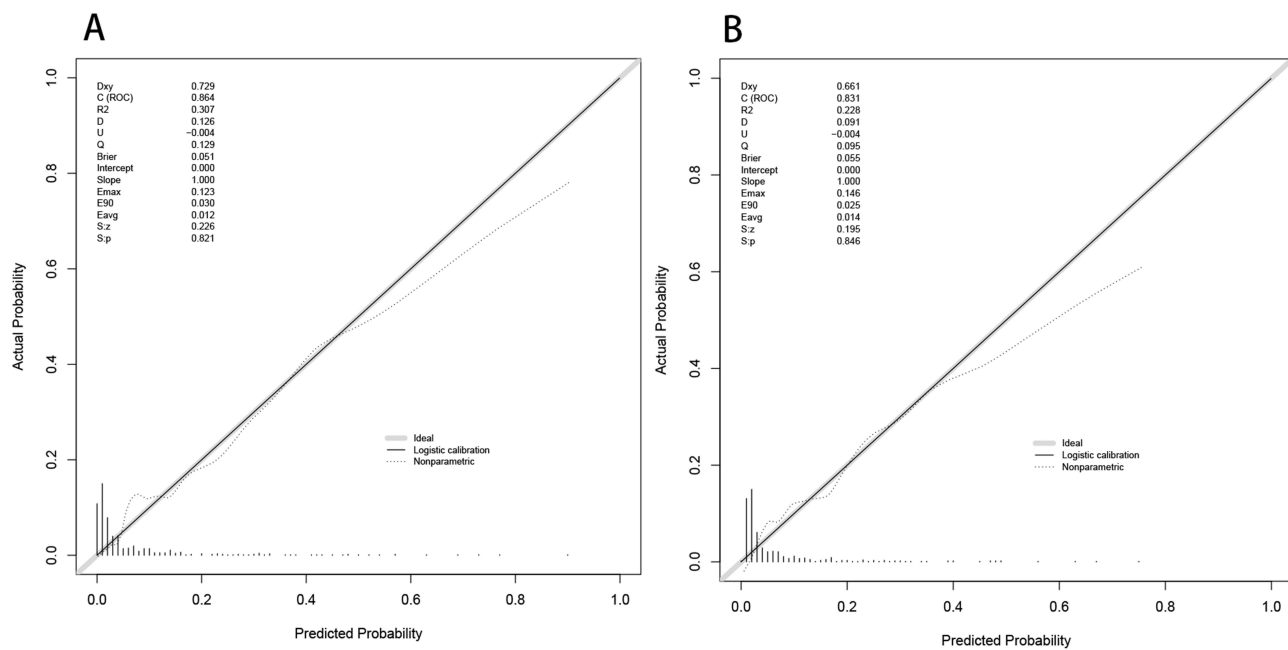 A
Dxy 0.729
C (ROC) 0.864
R2 0.307
D 0.126
U −0.004
Q 0.129
Brier 0.051
Intercept 0.000
Slope 1.000
Emax 0.123
E90 0.030
Eavg 0.012
S:z 0.226
S:p 0.821
Actual Probability
1.0
0.8
0.6
0.4
0.2
0.0
Ideal
Logistic calibration
Nonparametric
0.0 0.2 0.4 0.6 0.8 1.0
Predicted Probability
B
Dxy 0.661
C (ROC) 0.831
R2 0.228
D 0.091
U −0.004
Q 0.095
Brier 0.055
Intercept 0.000
Slope 1.000
Emax 0.146
E90 0.025
Eavg 0.014
S:z 0.195
S:p 0.846
Actual Probability
1.0
0.8
0.6
0.4
0.2
0.0
Ideal
Logistic calibration
Nonparametric
0.0 0.2 0.4 0.6 0.8 1.0
Predicted Probability